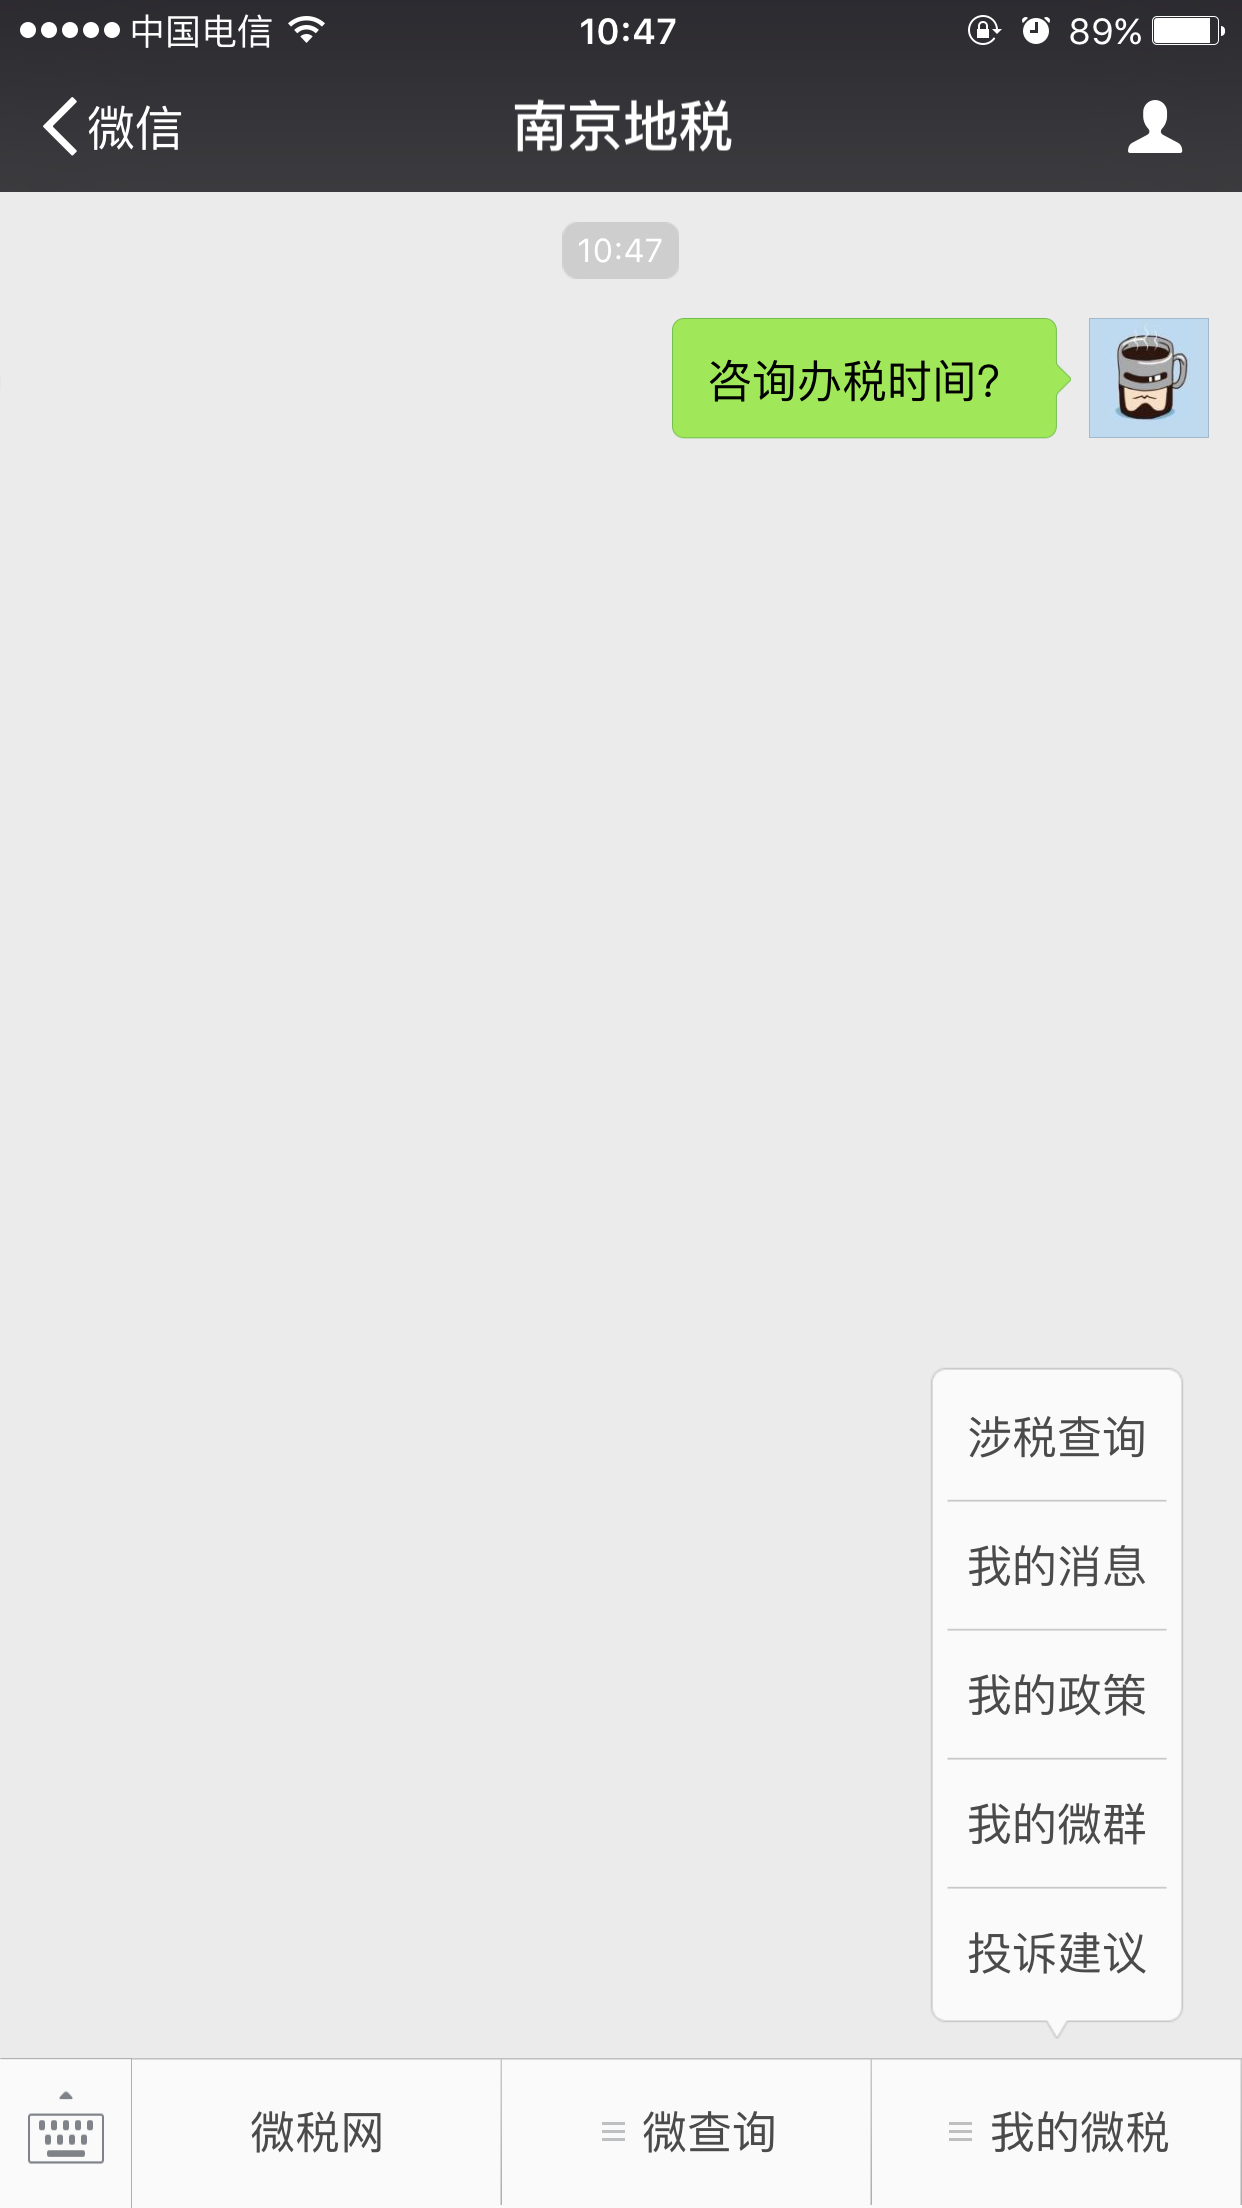 中国电信
10:47
89%
微信
南京地税
10:47
咨询办税时间?
涉税查询
我的消息
我的政策
我的微群
投诉建议
微税网
微查询
我的微税